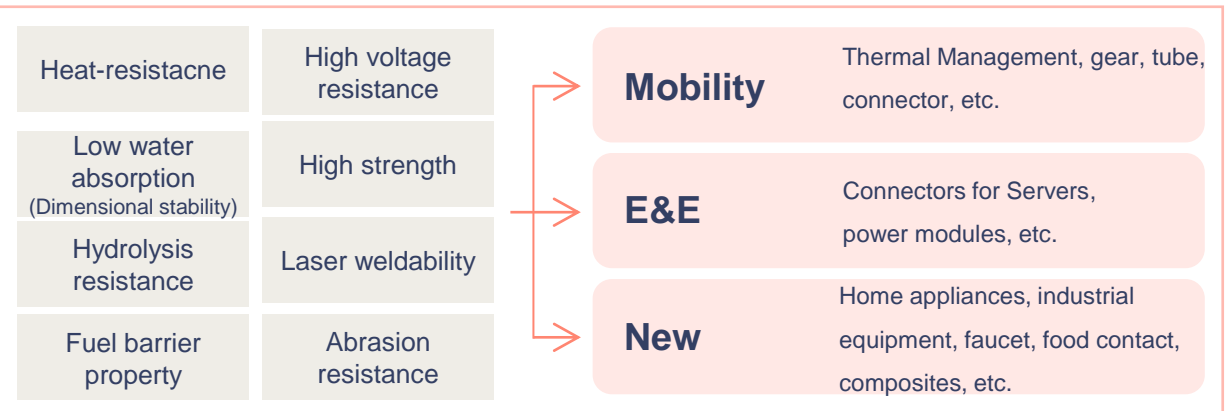 Heat-resistacne
High voltage
resistance
Low water
absorption
(Dimensional stability)
High strength
Hydrolysis
resistance
Laser weldability
Fuel barrier
property
Abrasion
resistance
Mobility
Thermal Management, gear, tube,
connector, etc.
E&E
Connectors for Servers,
power modules, etc.
New
Home appliances, industrial
equipment, faucet, food contact,
composites, etc.